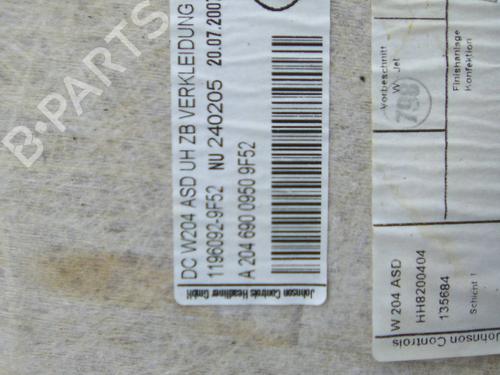 B-PARTS
DC W204 ASD UH ZB VERKLEIDUNG
1196092-9F52 NU 240205 20.07.2007
A 204 690 0950 9F52
Johnson Controls Headliner GmbH
Vorbeschnitt
W. Jet
798
Finishanlage
Konfektion
W 204 ASD
HH8200404
135684
Schicht 1
Johnson Controls